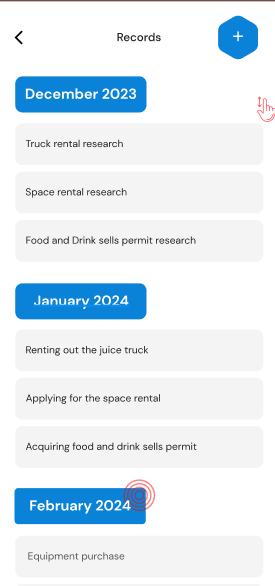 Records
+
December 2023
Truck rental research
Space rental research
Food and Drink sells permit research
January 2024
Renting out the juice truck
Applying for the space rental
Acquiring food and drink sells permit
February 2024
Equipment purchase